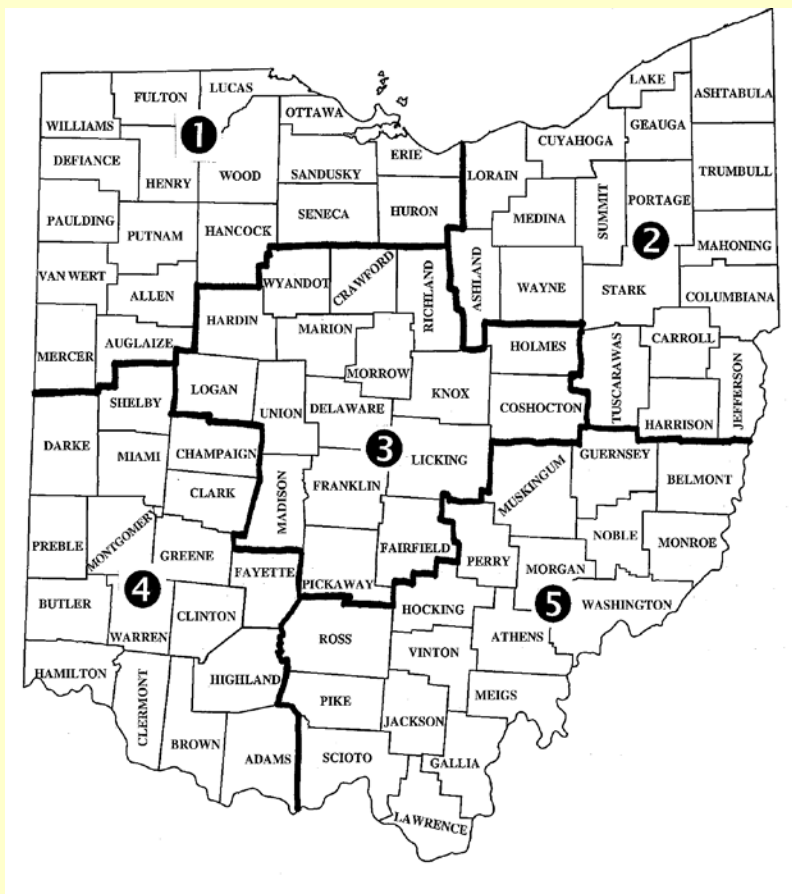 LAKE
ASHTABULA
LUCAS
FULTON
OTTAWA
GEAUGA
WILLIAMS
1
CUYAHOGA
ERIE
DEFIANCE
WOOD
SANDUSKY
LORAIN
TRUMBULL
HENRY
PORTAGE
SUMMIT
PAULDING
SENECA
HURON
MEDINA
PUTNAM
HANCOCK
2
MAHONING
VAN WERT
WYANDOT
CRAWFORD
RICHLAND
ASHLAND
WAYNE
STARK
COLUMBIANA
ALLEN
HARDIN
MARION
CARROLL
MERCER
AUGLAIZE
HOLMES
TUSCARAWAS
JEFFERSON
MORROW
LOGAN
KNOX
SHELBY
UNION
DELAWARE
COSHOCTON
HARRISON
DARKE
CHAMPAIGN
3
MIAMI
LICKING
GUERNSEY
BELMONT
CLARK
FRANKLIN
MUSKINGUM
MADISON
MONTGOMERY
NOBLE
PREBLE
GREENE
FAIRFIELD
MONROE
PERRY
MORGAN
FAYETTE
PICKAWAY
4
BUTLER
5
WASHINGTON
HOCKING
CLINTON
WARREN
ROSS
ATHENS
VINTON
HAMILTON
HIGHLAND
CLERMONT
PIKE
MEIGS
JACKSON
BROWN
ADAMS
SCIOTO
GALLIA
LAWRENCE